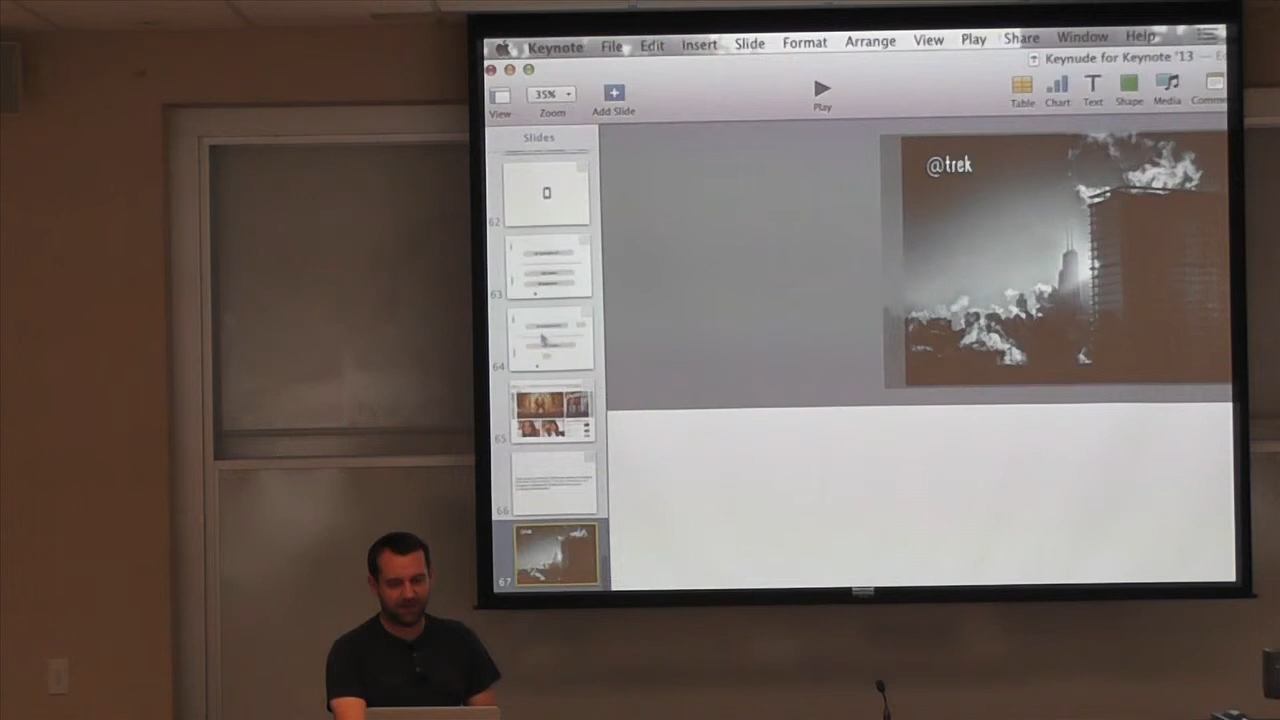 Keynote File Edit Insert Slide Format Arrange View Play Share Window Help
Keynude for Keynote '13
35%
View Zoom Add Slide Play Table Chart Text Shape Media
Slides
@trek
62
63
64
65
66
67